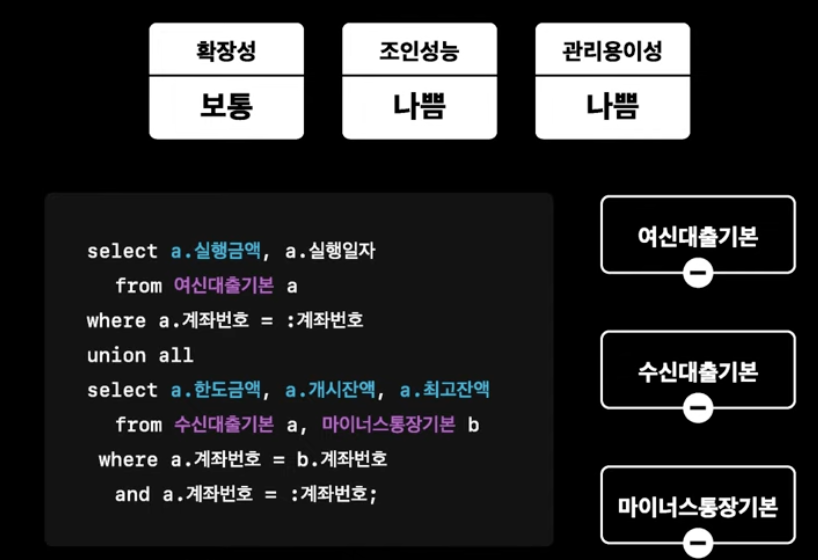 확장성
보통
조인성능
나쁨
관리용이성
나쁨
select a.실행금액, a.실행일자
from 여신대출기본 a
where a.계좌번호 = :계좌번호
union all
select a.한도금액, a.개시잔액, a.최고잔액
from 수신대출기본 a, 마이너스통장기본 b
where a.계좌번호 = b.계좌번호
and a.계좌번호 = :계좌번호;
여신대출기본
수신대출기본
마이너스통장기본